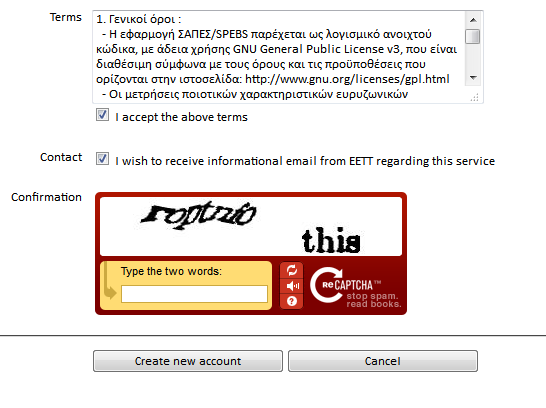 Terms
1. Γενικοί όροι :
- Η εφαρμογή ΣΑΠΕΣ/SPEBS παρέχεται ως λογισμικό ανοιχτού
κώδικα, με άδεια χρήσης GNU General Public License v3, που είναι
διαθέσιμη σύμφωνα με τους όρους και τις προϋποθέσεις που
ορίζονται στην ιστοσελίδα: http://www.gnu.org/licenses/gpl.html
- Οι μετρήσεις ποιοτικών χαρακτηριστικών ευρυζωνικών
I accept the above terms
Contact
I wish to receive informational email from EETT regarding this service
Confirmation
Type the two words:
reCAPTCHA™
stop spam.
read books.
Create new account
Cancel